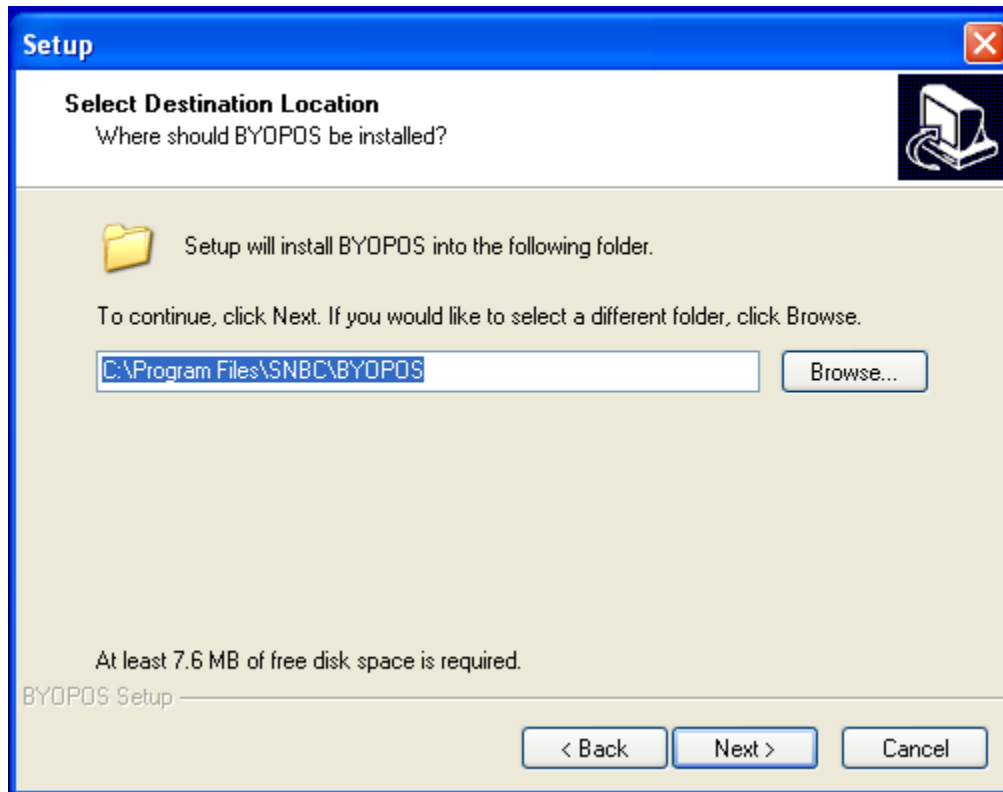 Setup
Select Destination Location
Where should BYOPOS be installed?
Setup will install BYOPOS into the following folder.
To continue, click Next. If you would like to select a different folder, click Browse.
C:\Program Files\SNBC\BYOPOS
Browse...
At least 7.6 MB of free disk space is required.
BYOPOS Setup
< Back
Next >
Cancel